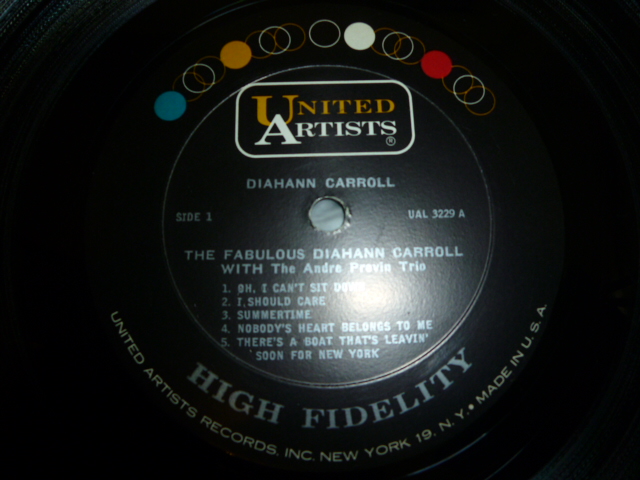 UNITED
ARTISTS
®
DIAHANN CARROLL
SIDE 1
UAL 3229 A
THE FABULOUS DIAHANN CARROLL
WITH The Andre Previn Trio
1. OH, I CAN'T SIT DOWN
2. I SHOULD CARE
3. SUMMERTIME
4. NOBODY'S HEART BELONGS TO ME
5. THERE'S A BOAT THAT'S LEAVIN'
SOON FOR NEW YORK
HIGH FIDELITY
UNITED ARTISTS RECORDS, INC. NEW YORK 19, N.Y. • MADE IN U.S.A.